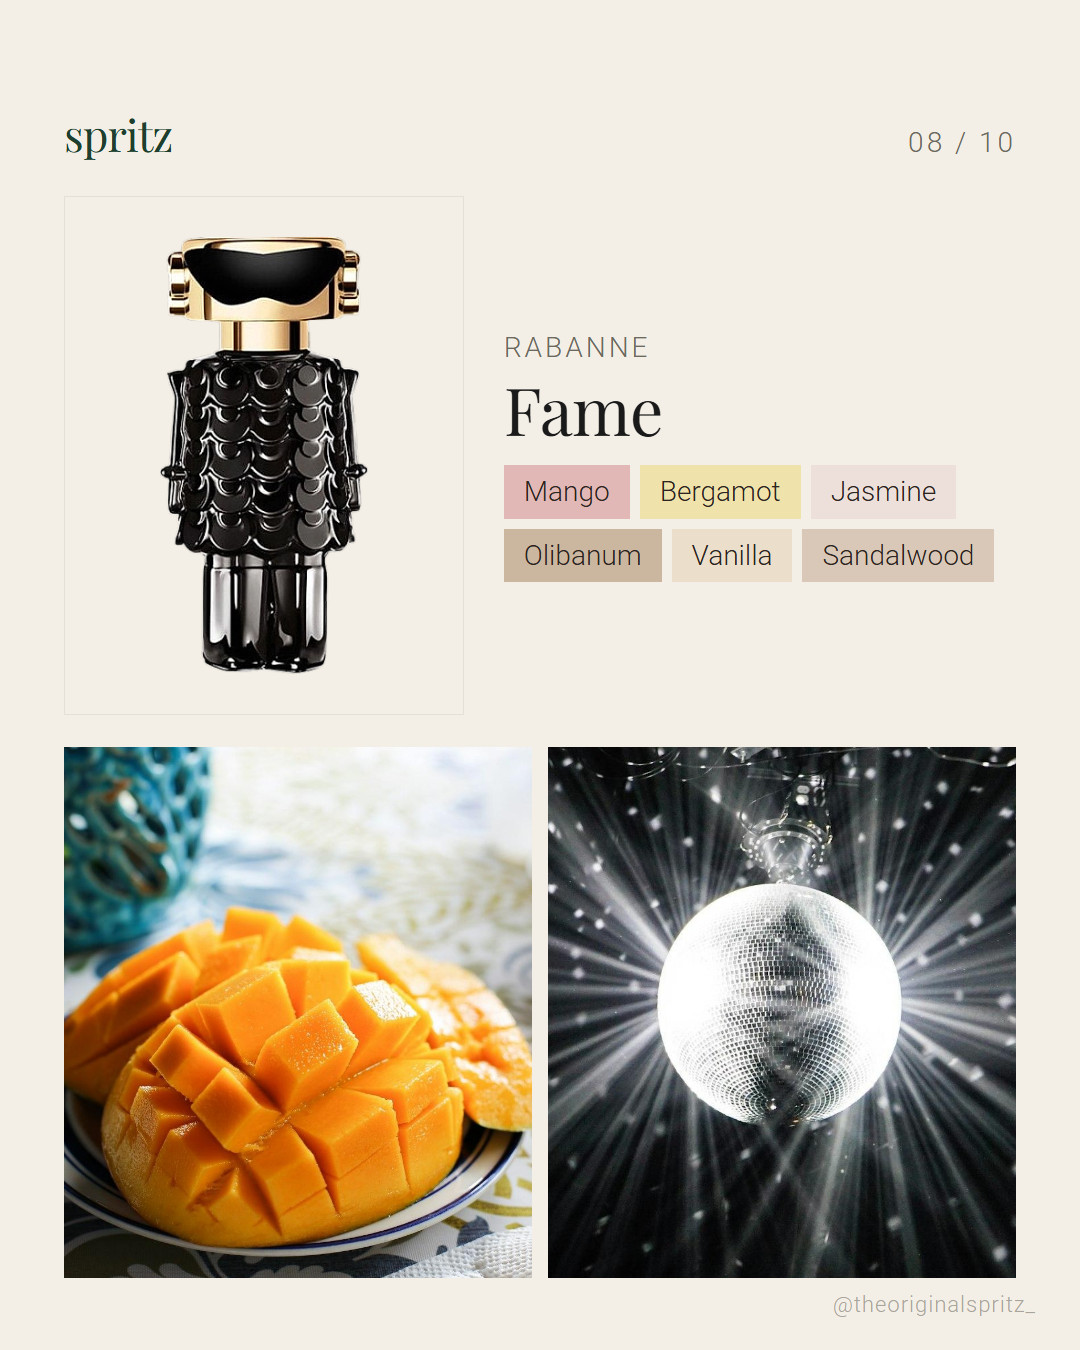 spritz
08 / 10
RABANNE
Fame
Mango Bergamot Jasmine
Olibanum Vanilla Sandalwood
@theoriginalspritz_